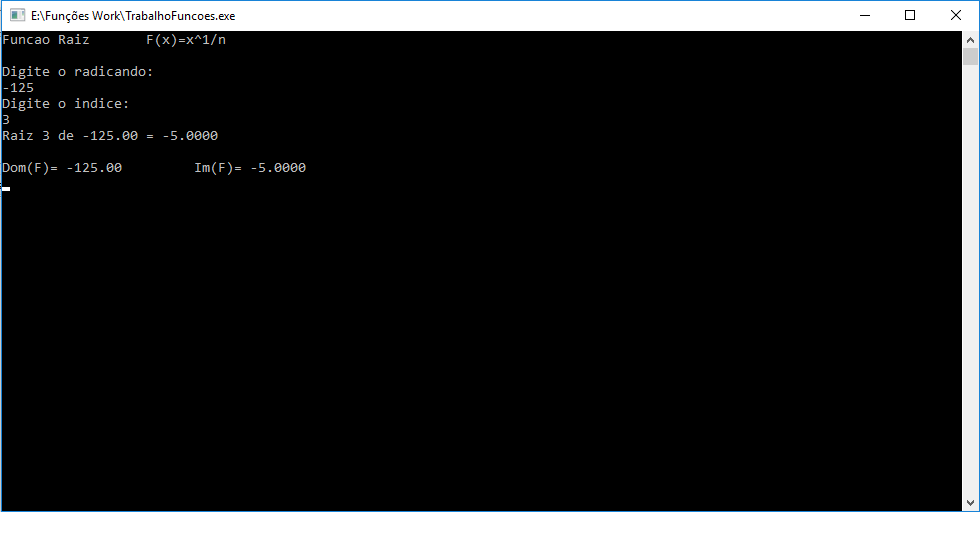 E:\Funções Work\TrabalhoFuncoes.exe
Funcao Raiz       F(x)=x^1/n
Digite o radicando:
-125
Digite o indice:
3
Raiz 3 de -125.00 = -5.0000
Dom(F)= -125.00         Im(F)= -5.0000